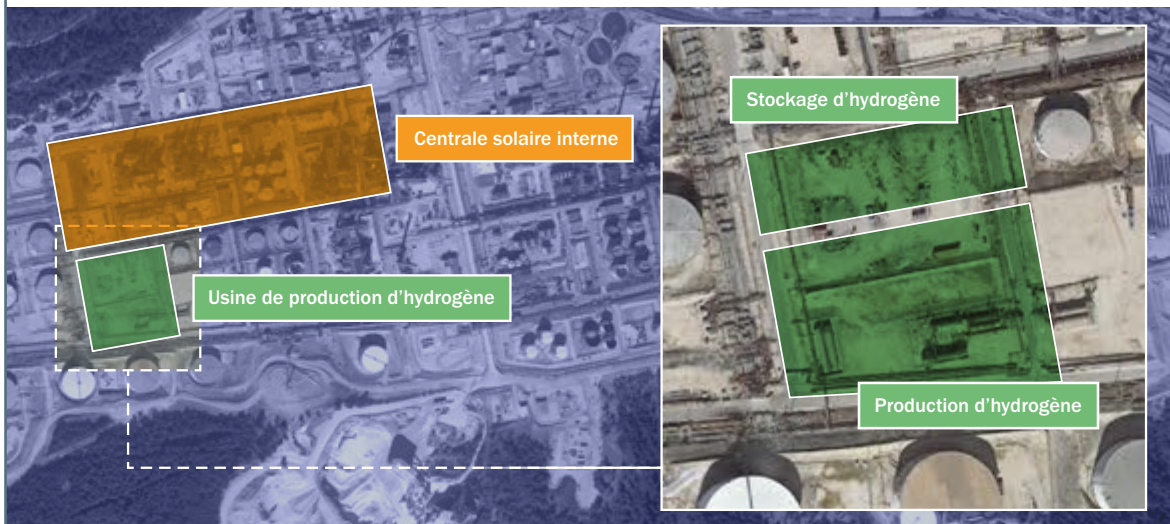 Centrale solaire interne
Usine de production d’hydrogène
Stockage d’hydrogène
Production d’hydrogène